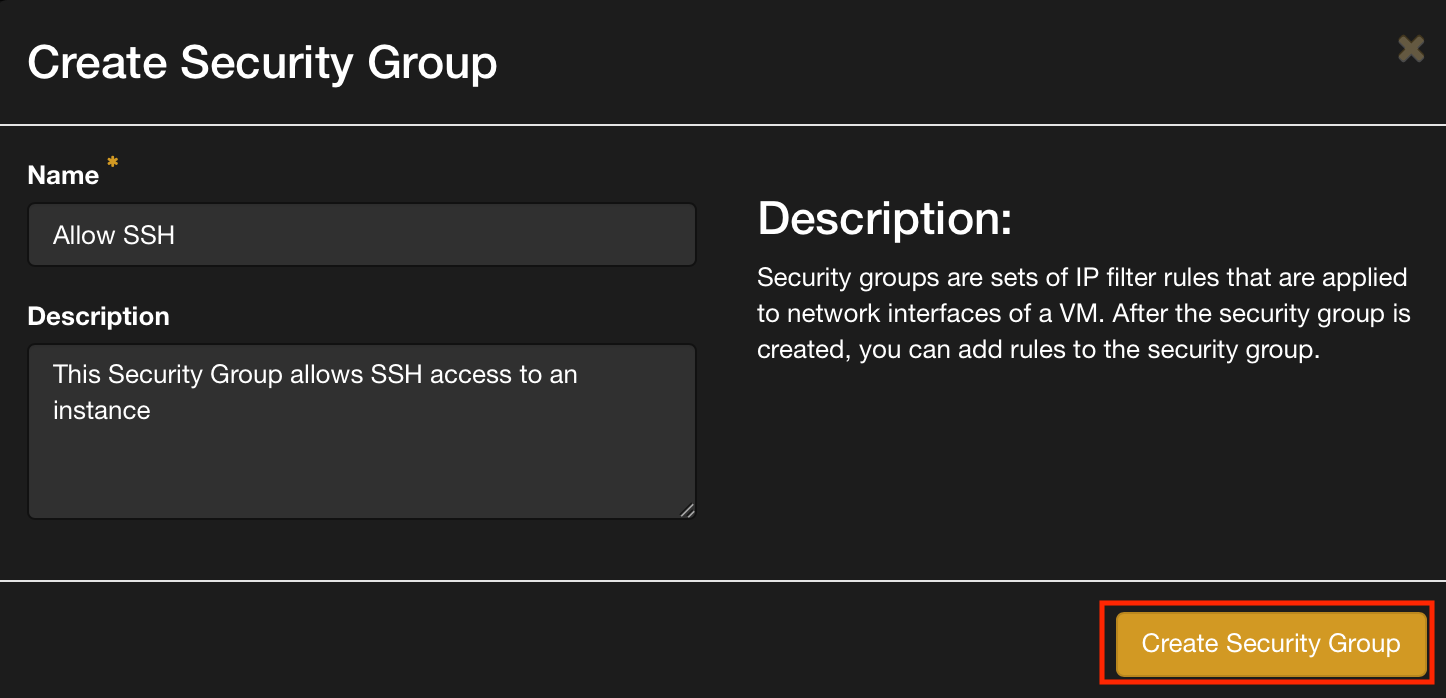 Create Security Group
Name *
Allow SSH
Description
This Security Group allows SSH access to an
instance
Description:
Security groups are sets of IP filter rules that are applied
to network interfaces of a VM. After the security group is
created, you can add rules to the security group.
Create Security Group